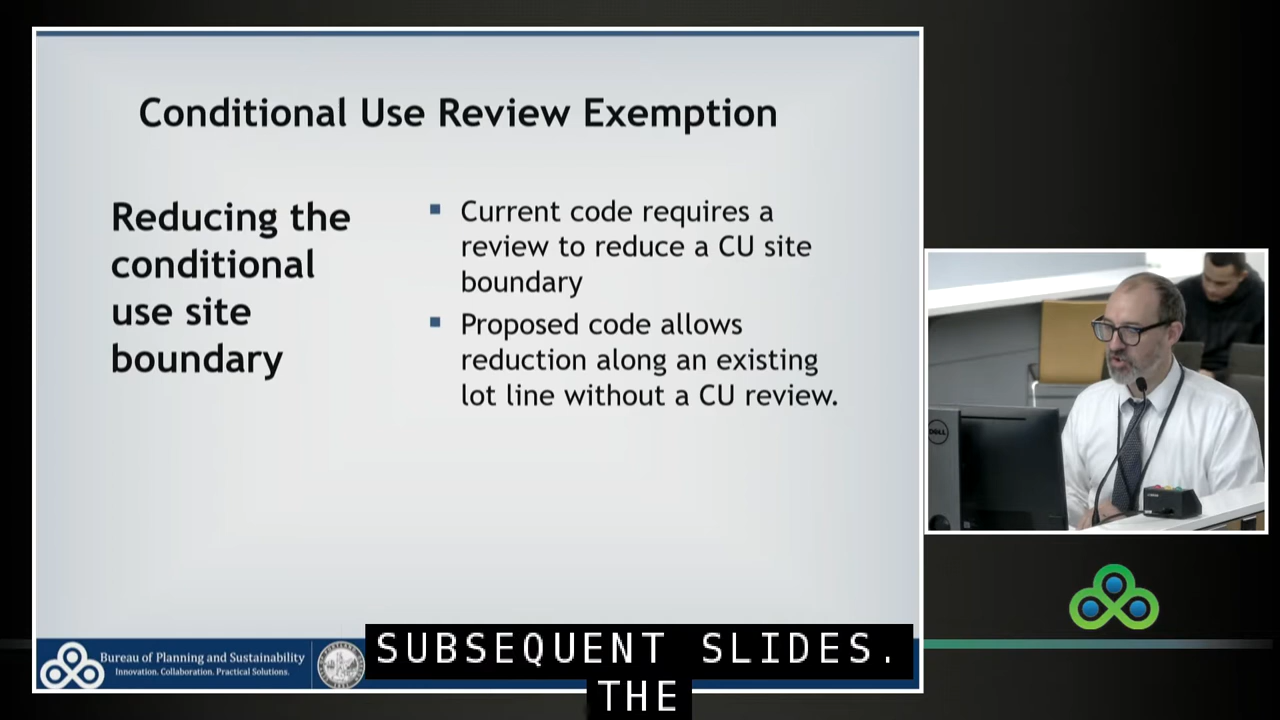 Conditional Use Review Exemption
Reducing the
conditional
use site
boundary
▪ Current code requires a
review to reduce a CU site
boundary
▪ Proposed code allows
reduction along an existing
lot line without a CU review.
DELL
Bureau of Planning and Sustainability
Innovation. Collaboration. Practical Solutions.
SUBSEQUENT SLIDES.
THE